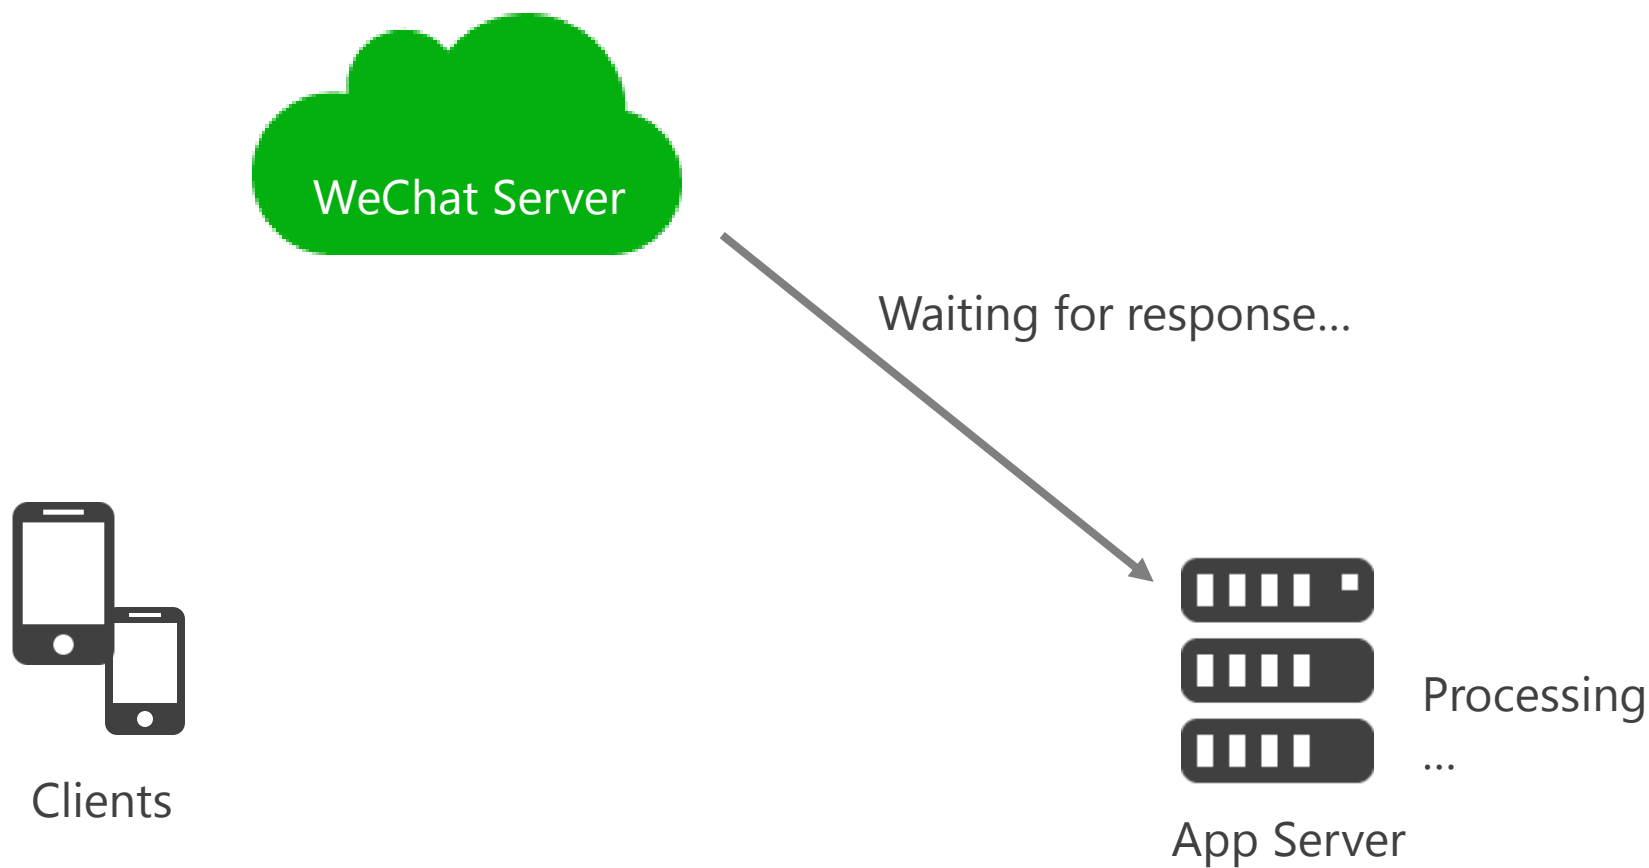 WeChat Server
Waiting for response...
Processing
...
Clients
App Server